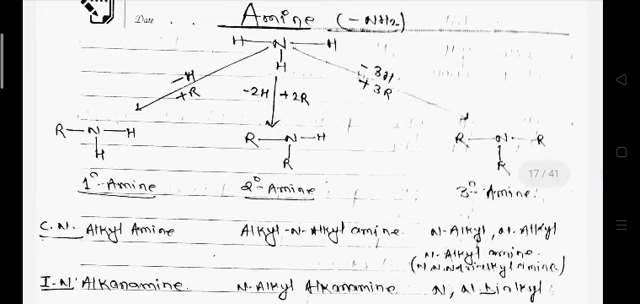 Date
Amine (-NH2)
H-N-H
H
-H
+R
-2H +2R
-3H
+3R
R-N-H
H
R-N-H
R
R-N-R
R
17 / 41
1°-Amine 2°-Amine 3°-Amine
C.N. Alkyl Amine Alkyl-N-Alkyl amine. N-Alkyl, N-Alkyl
N-Alkyl amine
I.N. Alkanamine. N-Alkyl Alkanamine N, N-Dialkyl